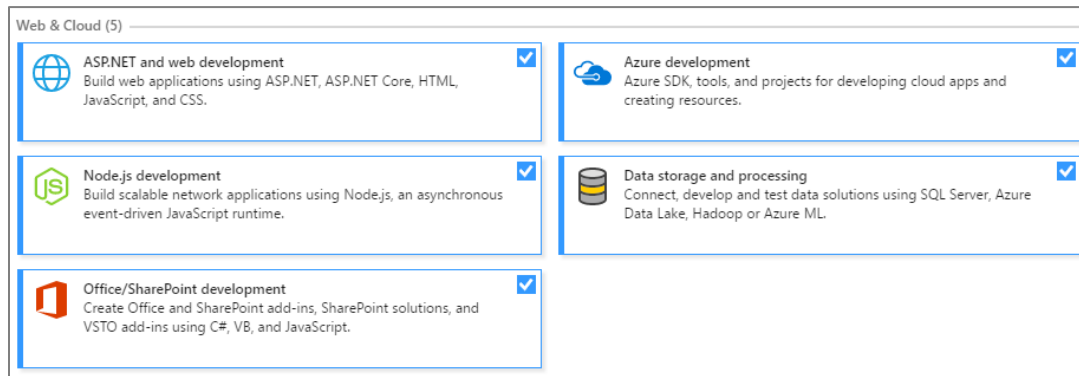 Web & Cloud (5)
ASP.NET and web development
Build web applications using ASP.NET, ASP.NET Core, HTML,
JavaScript, and CSS.
Azure development
Azure SDK, tools, and projects for developing cloud apps and
creating resources.
Node.js development
Build scalable network applications using Node.js, an asynchronous
event-driven JavaScript runtime.
Data storage and processing
Connect, develop and test data solutions using SQL Server, Azure
Data Lake, Hadoop or Azure ML.
Office/SharePoint development
Create Office and SharePoint add-ins, SharePoint solutions, and
VSTO add-ins using C#, VB, and JavaScript.